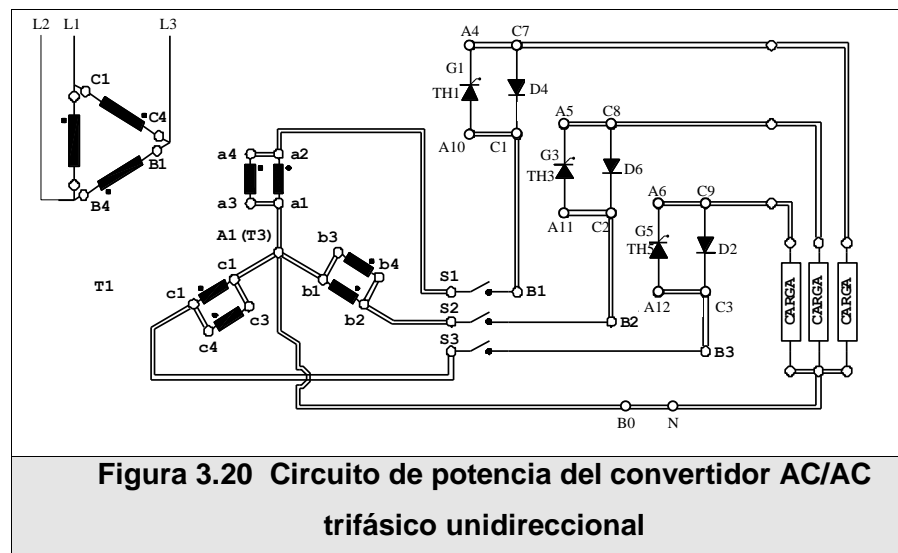 L2 L1 L3
C1
C4
B1
B4
T1
a4 a2
a3 a1
A1(T3)
b3
b4
b1
b2
c1
c1
c3
c4
S1
S2
S3
B1
B2
B3
A4 C7
G1
TH1 D4
A10 C1
A5 C8
G3
TH3 D6
A11 C2
A6 C9
G5
TH5 D2
A12 C3
CARGA CARGA CARGA
B0 N
Figura 3.20 Circuito de potencia del convertidor AC/AC
trifásico unidireccional